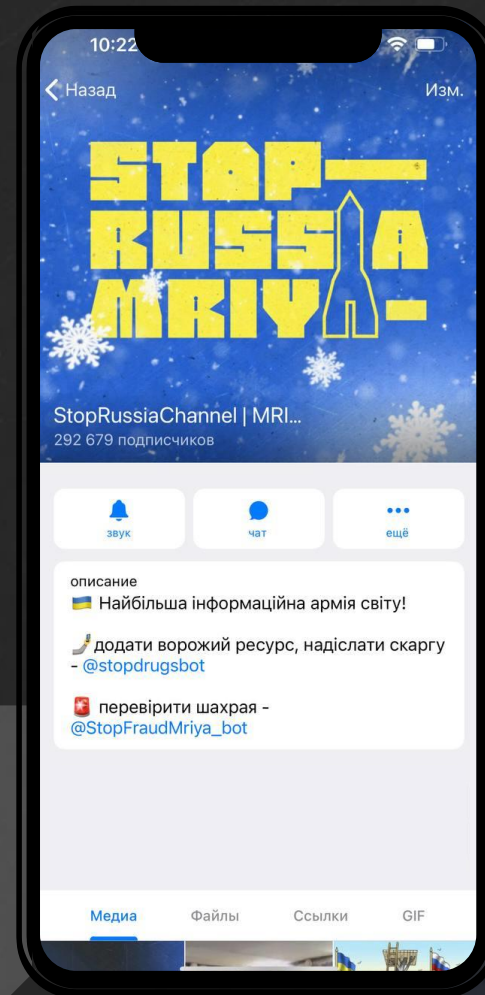 10:22
Назад
Изм.
STOP—
RUSSIA
MRIYA-
StopRussiaChannel | MRI...
292 679 подписчиков
звук
чат
ещё
описание
🇺🇦 Найбільша інформаційна армія світу!
🤳додати ворожий ресурс, надіслати скаргу
- @stopdrugsbot
🚨 перевірити шахрая -
@StopFraudMriya_bot
Медиа
Файлы
Ссылки
GIF